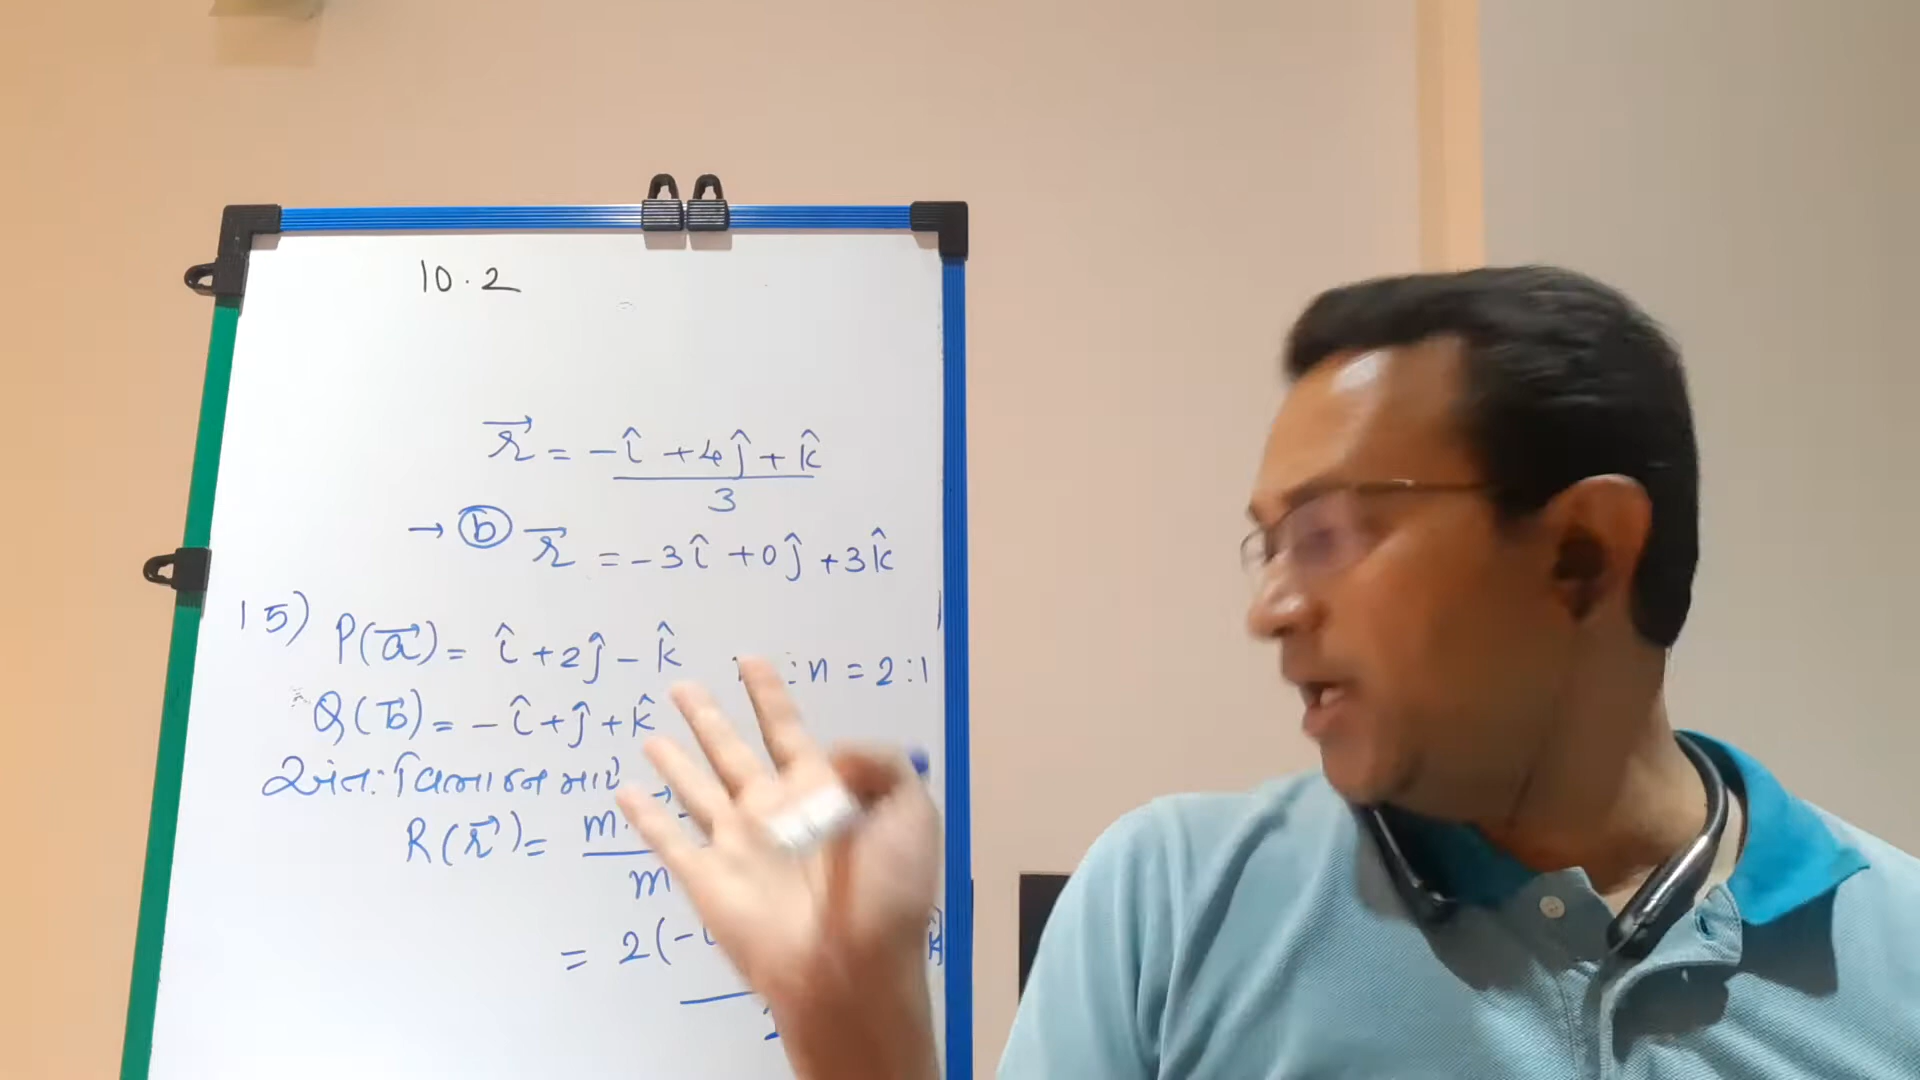 10.2
→r = -î + 4ĵ + k̂
3
→ ⓑ →r = -3î + 0ĵ + 3k̂
15) P(→a) = î + 2ĵ - k̂ : n = 2 : 1
Q(→b) = -î + ĵ + k̂
અંતઃ વિભાજન માટે
R(→r) = m
m
= 2(-î k̂]